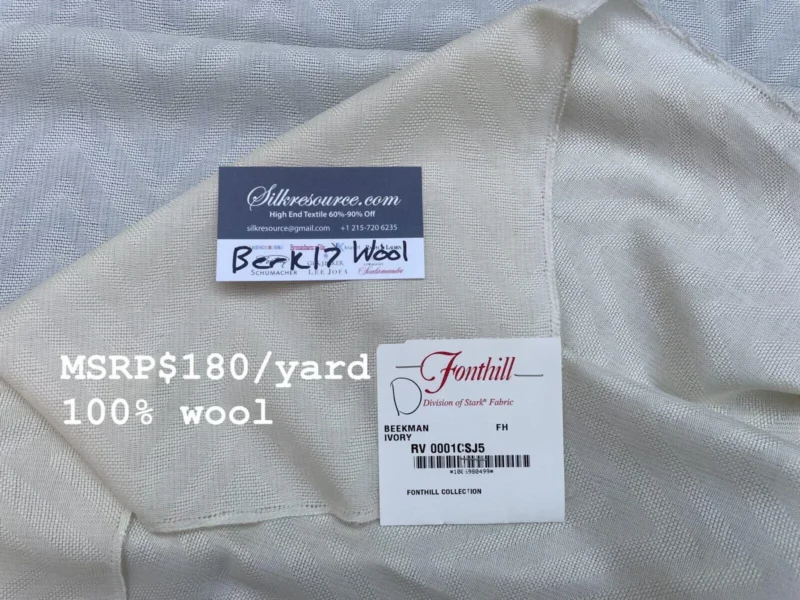 Silkresource.com
High End Textile 60%-90% Off
silkresource@gmail.com +1 215-720 6235
Berk17 Wool
SCHUMACHER LEE JOFA Scalamandre
MSRP$180/yard
100% wool
Fonthill
D
Division of Stark® Fabric
BEEKMAN FH
IVORY
RV 0001CSJ5
FONTHILL COLLECTION